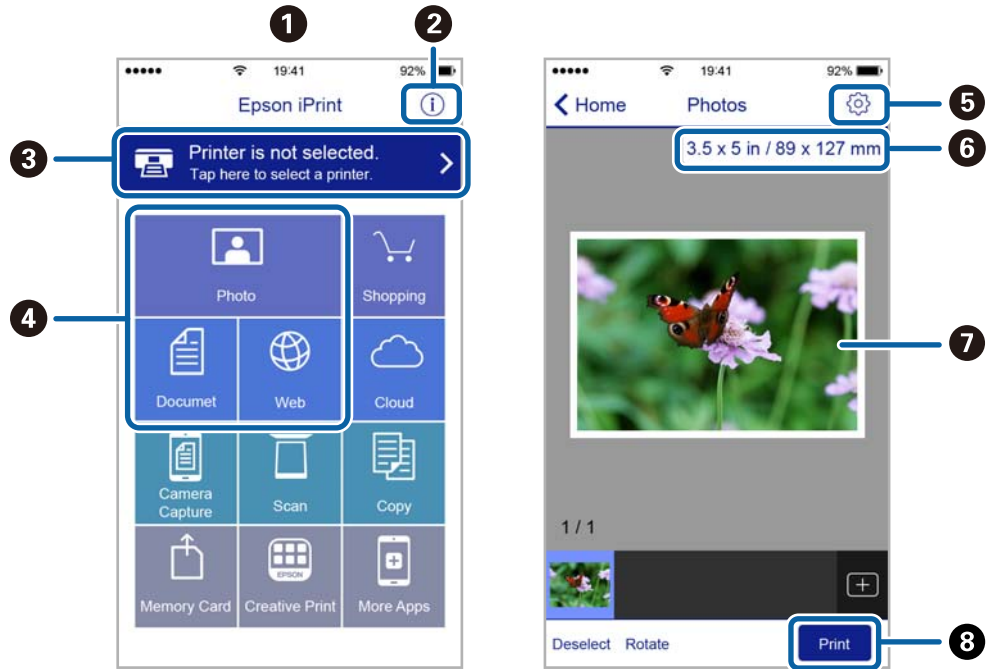 1
2
19:41
92%
Epson iPrint
i
3
Printer is not selected.
Tap here to select a printer.
4
Photo
Shopping
Documet
Web
Cloud
Camera
Capture
Scan
Copy
EPSON
Memory Card
Creative Print
More Apps
19:41
92%
Home
Photos
5
3.5 x 5 in / 89 x 127 mm
6
7
1 / 1
Deselect
Rotate
Print
8